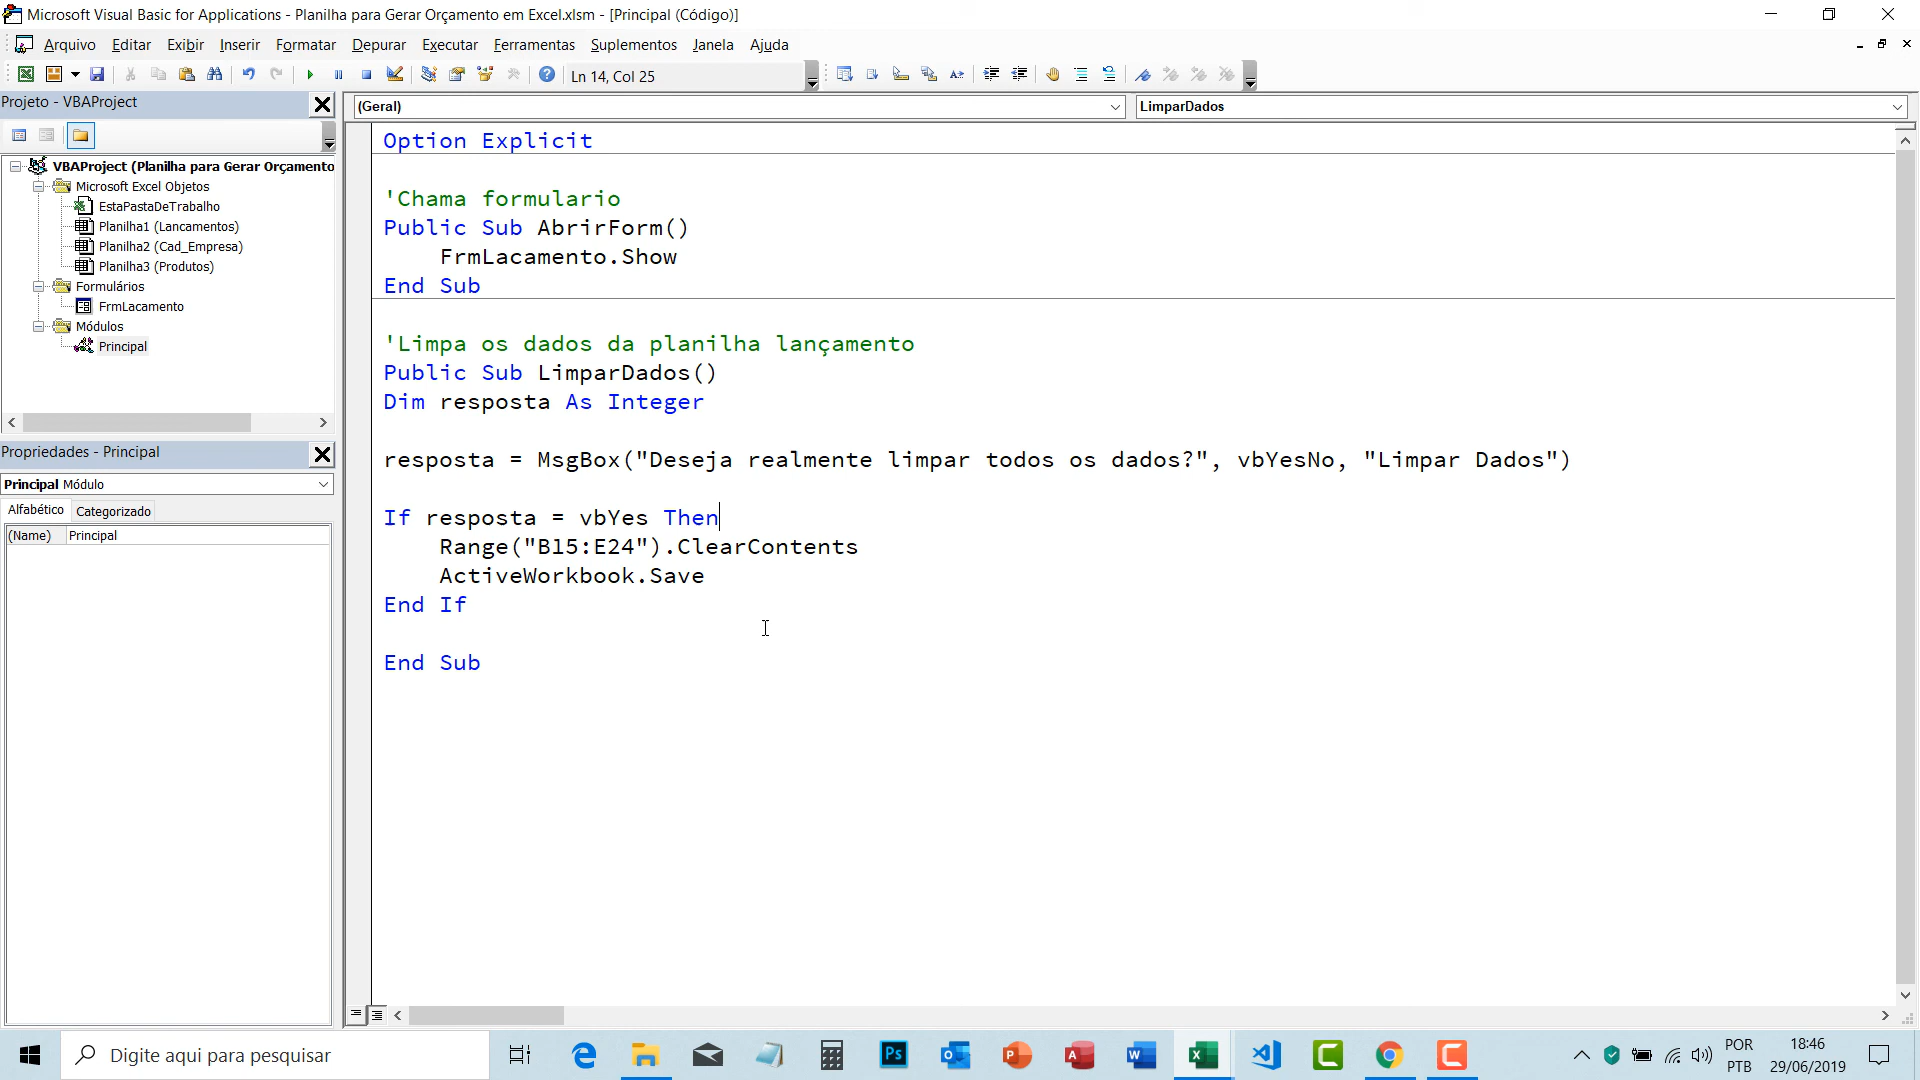 Microsoft Visual Basic for Applications - Planilha para Gerar Orçamento em Excel.xlsm - [Principal (Código)]
Arquivo Editar Exibir Inserir Formatar Depurar Executar Ferramentas Suplementos Janela Ajuda
Ln 14, Col 25
Projeto - VBAProject
VBAProject (Planilha para Gerar Orçamento
Microsoft Excel Objetos
EstaPastaDeTrabalho
Planilha1 (Lancamentos)
Planilha2 (Cad_Empresa)
Planilha3 (Produtos)
Formulários
FrmLacamento
Módulos
Principal
Propriedades - Principal
Principal Módulo
Alfabético Categorizado
(Name) Principal
(Geral) LimparDados
Option Explicit
'Chama formulario
Public Sub AbrirForm()
FrmLacamento.Show
End Sub
'Limpa os dados da planilha lançamento
Public Sub LimparDados()
Dim resposta As Integer
resposta = MsgBox("Deseja realmente limpar todos os dados?", vbYesNo, "Limpar Dados")
If resposta = vbYes Then
Range("B15:E24").ClearContents
ActiveWorkbook.Save
End If
End Sub
Digite aqui para pesquisar
POR
PTB
18:46
29/06/2019